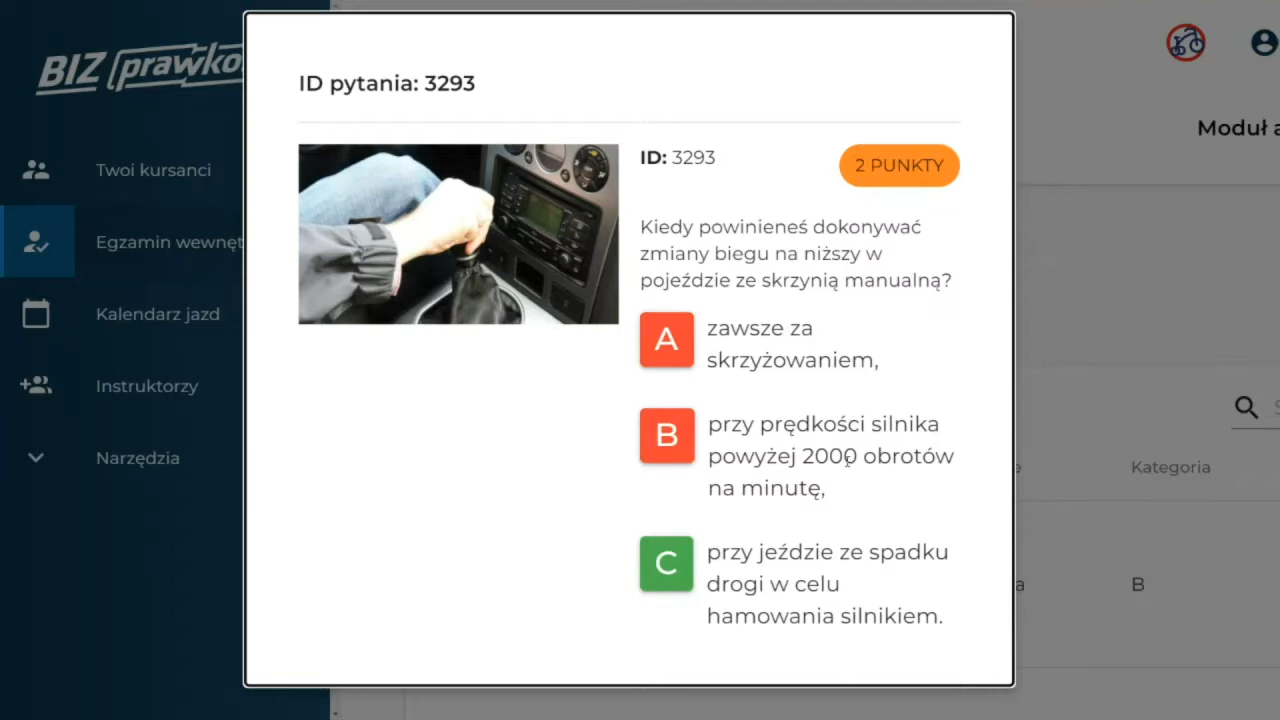 BIZ prawko
Twoi kursanci
Egzamin wewnęt
Kalendarz jazd
Instruktorzy
Narzędzia
ID pytania: 3293
ID: 3293
2 PUNKTY
Kiedy powinieneś dokonywać
zmiany biegu na niższy w
pojeździe ze skrzynią manualną?
A
zawsze za
skrzyżowaniem,
B
przy prędkości silnika
powyżej 2000 obrotów
na minutę,
C
przy jeździe ze spadku
drogi w celu
hamowania silnikiem.
Moduł a
Kategoria
B